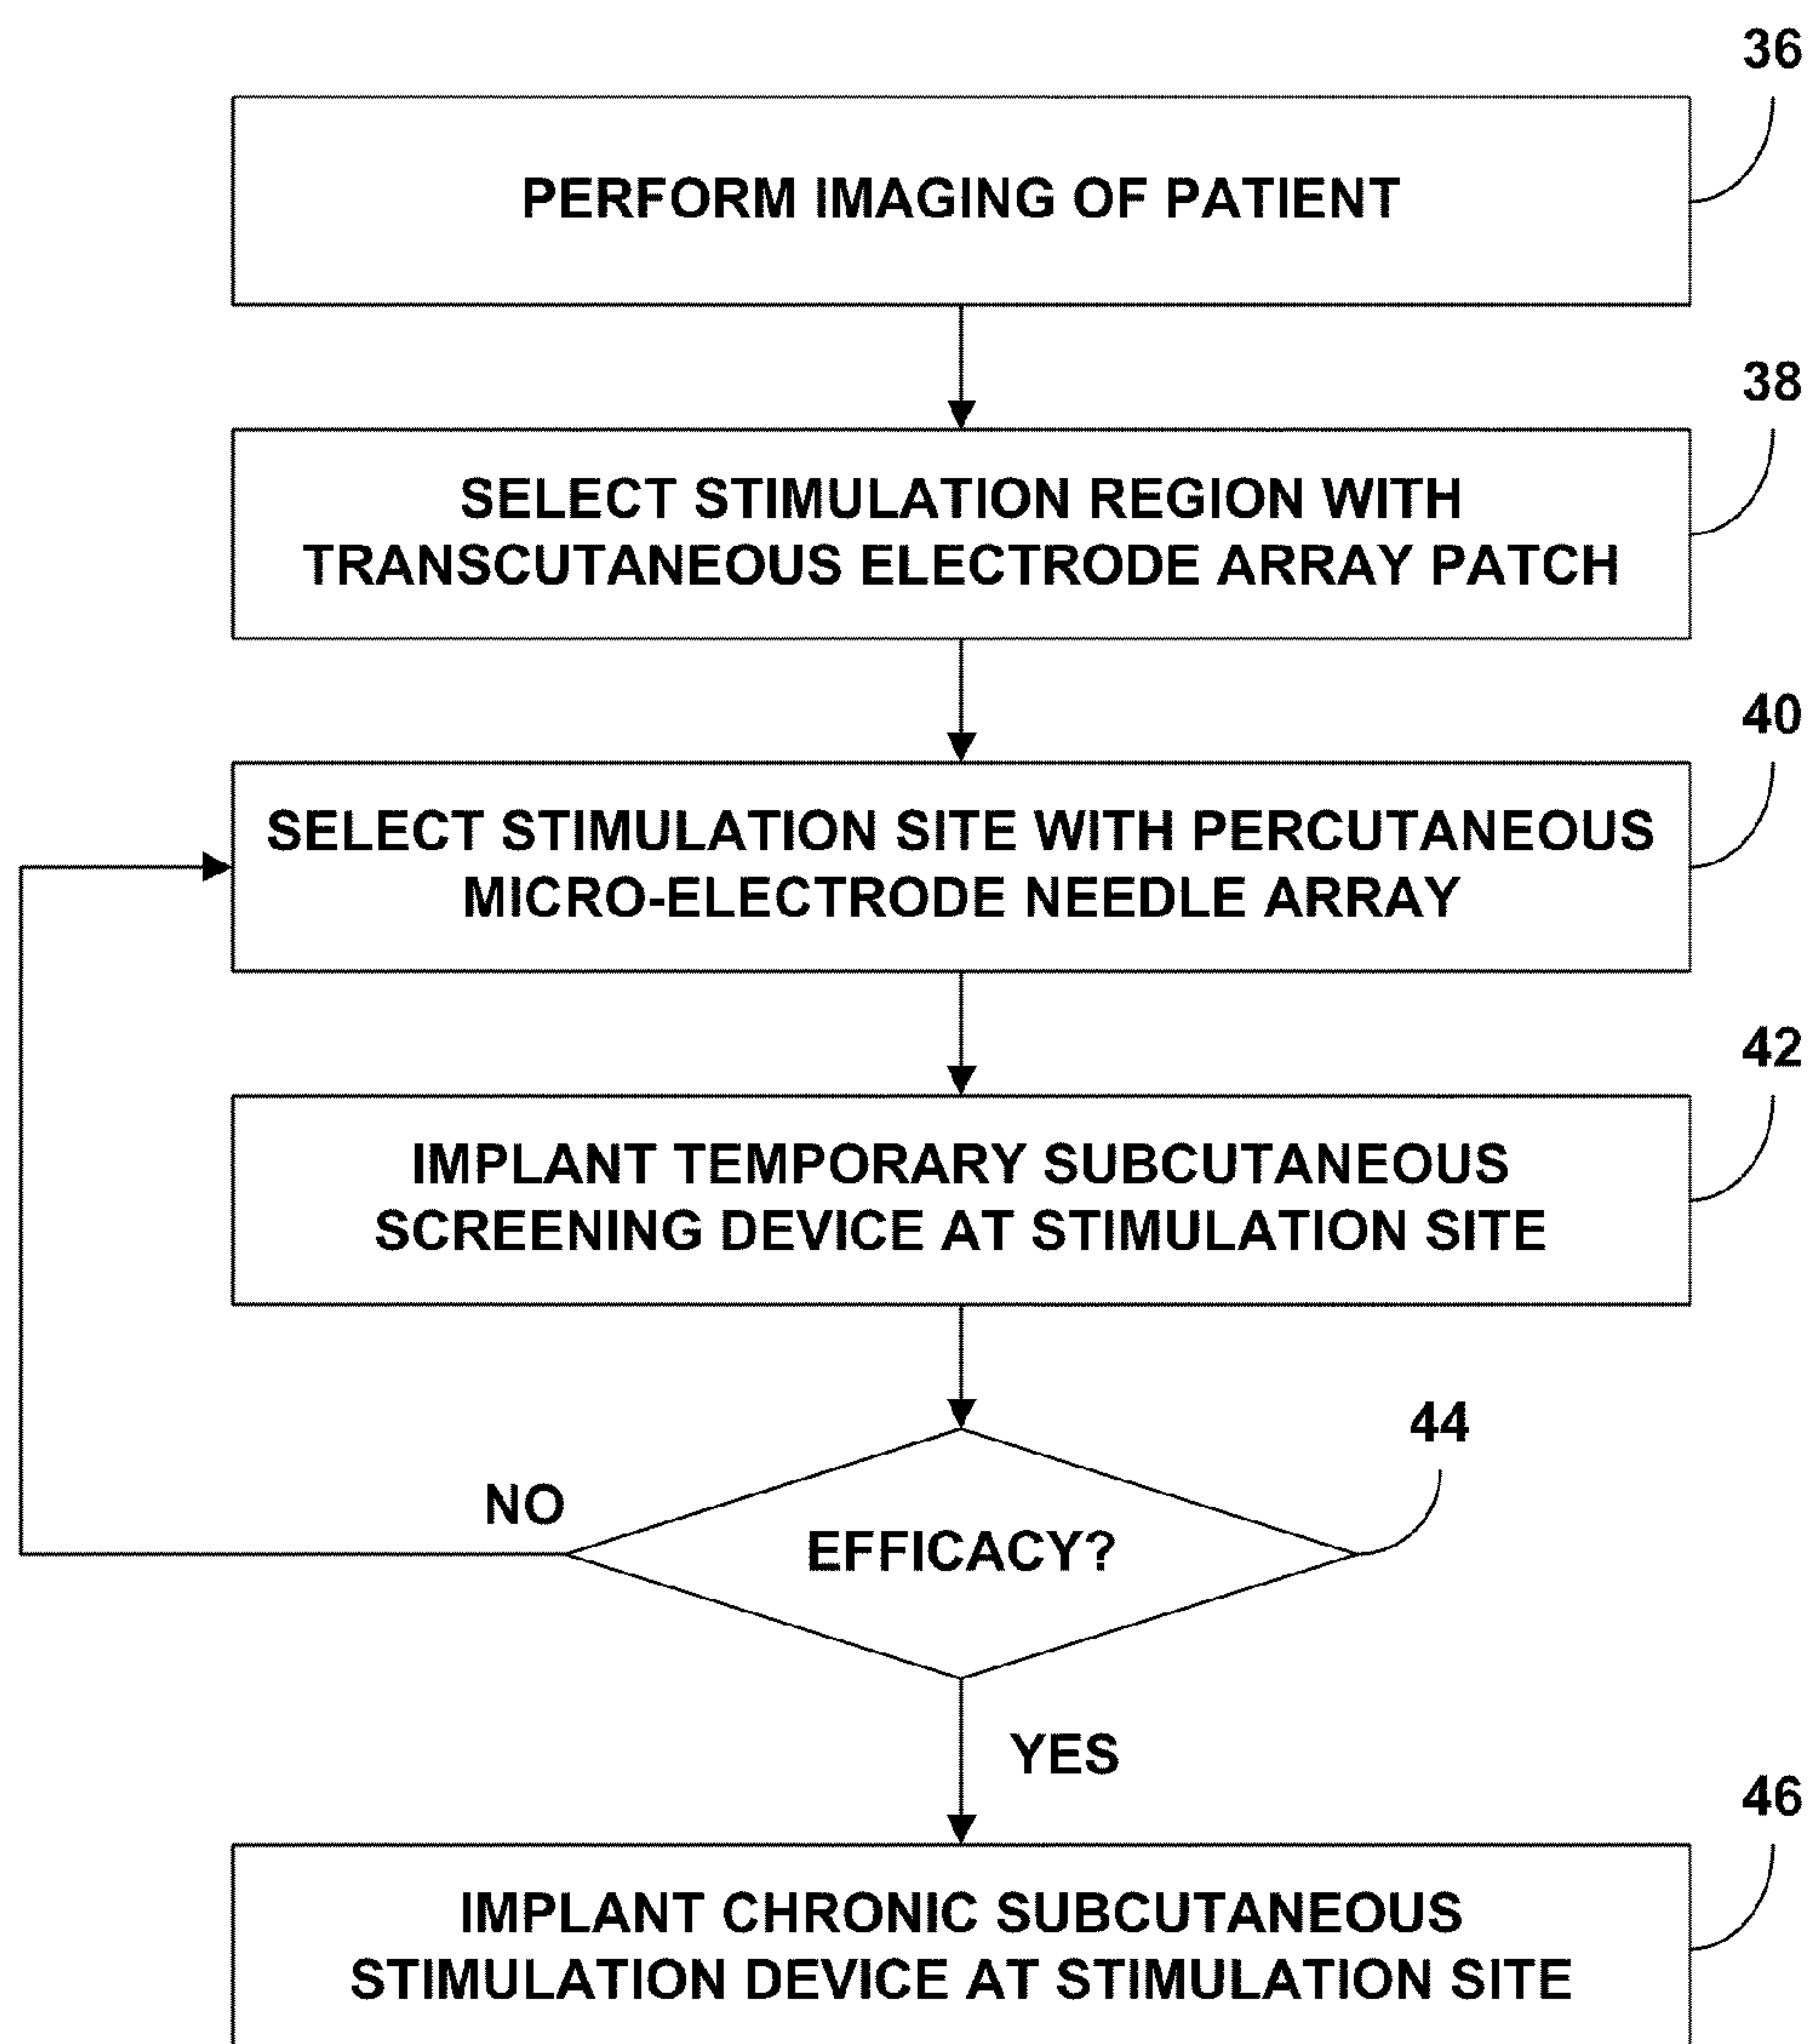 36
PERFORM IMAGING OF PATIENT
38
SELECT STIMULATION REGION WITH
TRANSCUTANEOUS ELECTRODE ARRAY PATCH
40
SELECT STIMULATION SITE WITH PERCUTANEOUS
MICRO-ELECTRODE NEEDLE ARRAY
42
IMPLANT TEMPORARY SUBCUTANEOUS
SCREENING DEVICE AT STIMULATION SITE
44
NO
EFFICACY?
YES
46
IMPLANT CHRONIC SUBCUTANEOUS
STIMULATION DEVICE AT STIMULATION SITE